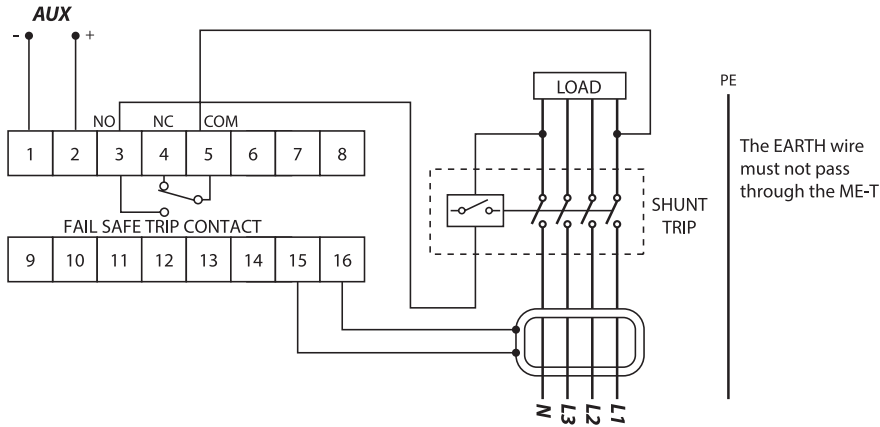 AUX
- +
NO NC COM
1 2 3 4 5 6 7 8
FAIL SAFE TRIP CONTACT
9 10 11 12 13 14 15 16
LOAD
SHUNT
TRIP
N L3 L2 L1
PE
The EARTH wire
must not pass
through the ME-T